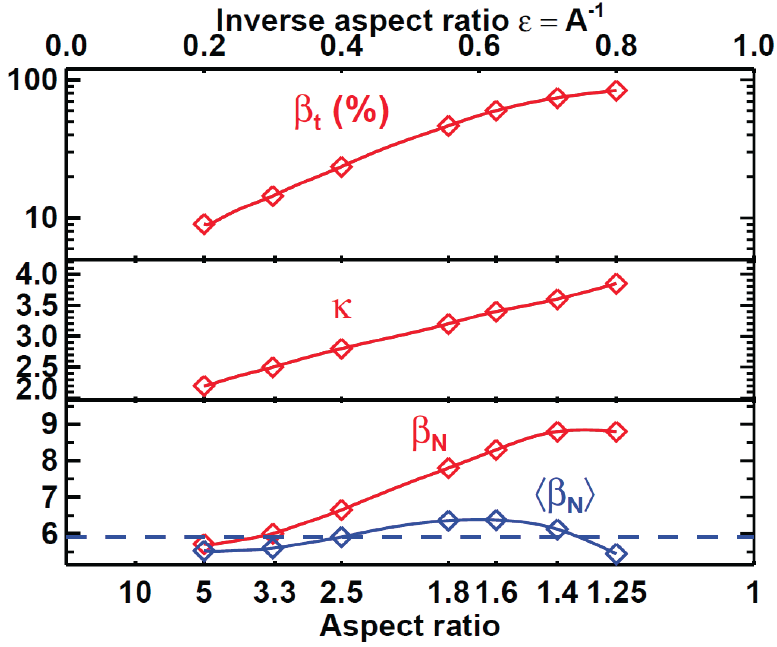 Inverse aspect ratio ε = A⁻¹
0.0 0.2 0.4 0.6 0.8 1.0
100
βt (%)
10
4.0
3.5
κ
3.0
2.5
2.0
9
βN
8
⟨βN⟩
7
6
10 5 3.3 2.5 1.8 1.6 1.4 1.25 1
Aspect ratio